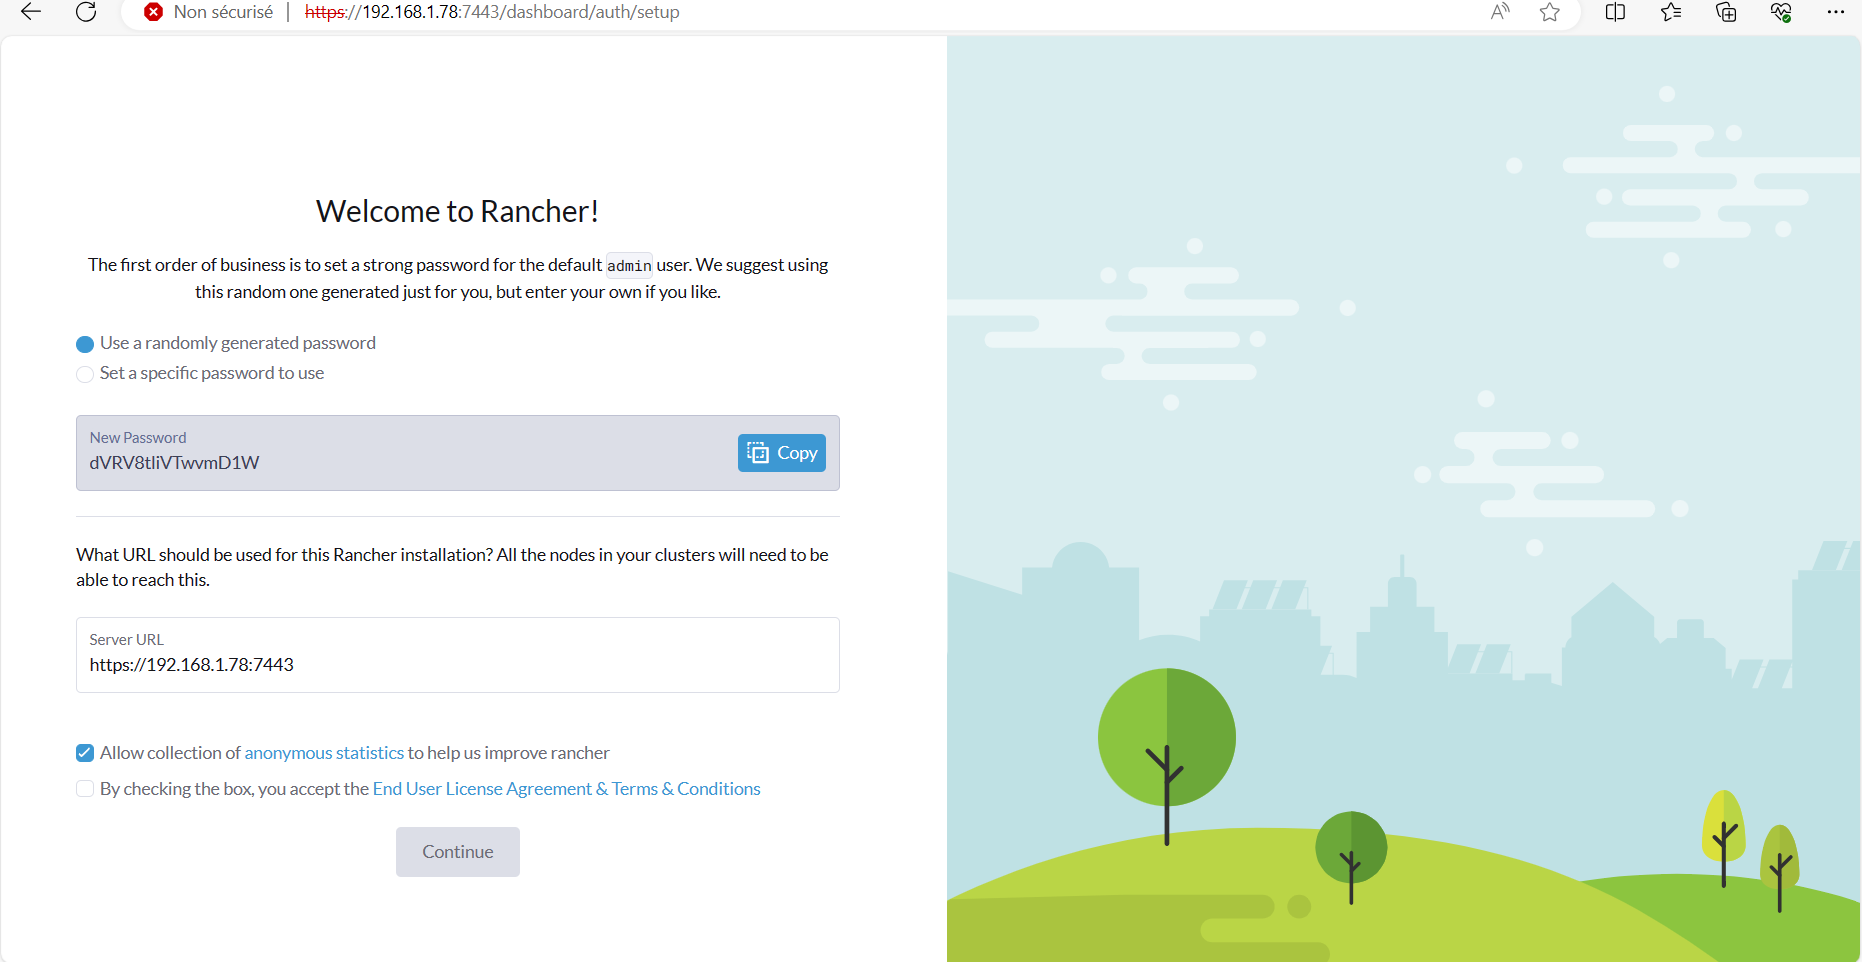 Non sécurisé | https://192.168.1.78:7443/dashboard/auth/setup
Welcome to Rancher!
The first order of business is to set a strong password for the default admin user. We suggest using
this random one generated just for you, but enter your own if you like.
Use a randomly generated password
Set a specific password to use
New Password
dVRV8tliVTwvmD1W
Copy
What URL should be used for this Rancher installation? All the nodes in your clusters will need to be
able to reach this.
Server URL
https://192.168.1.78:7443
Allow collection of anonymous statistics to help us improve rancher
By checking the box, you accept the End User License Agreement & Terms & Conditions
Continue